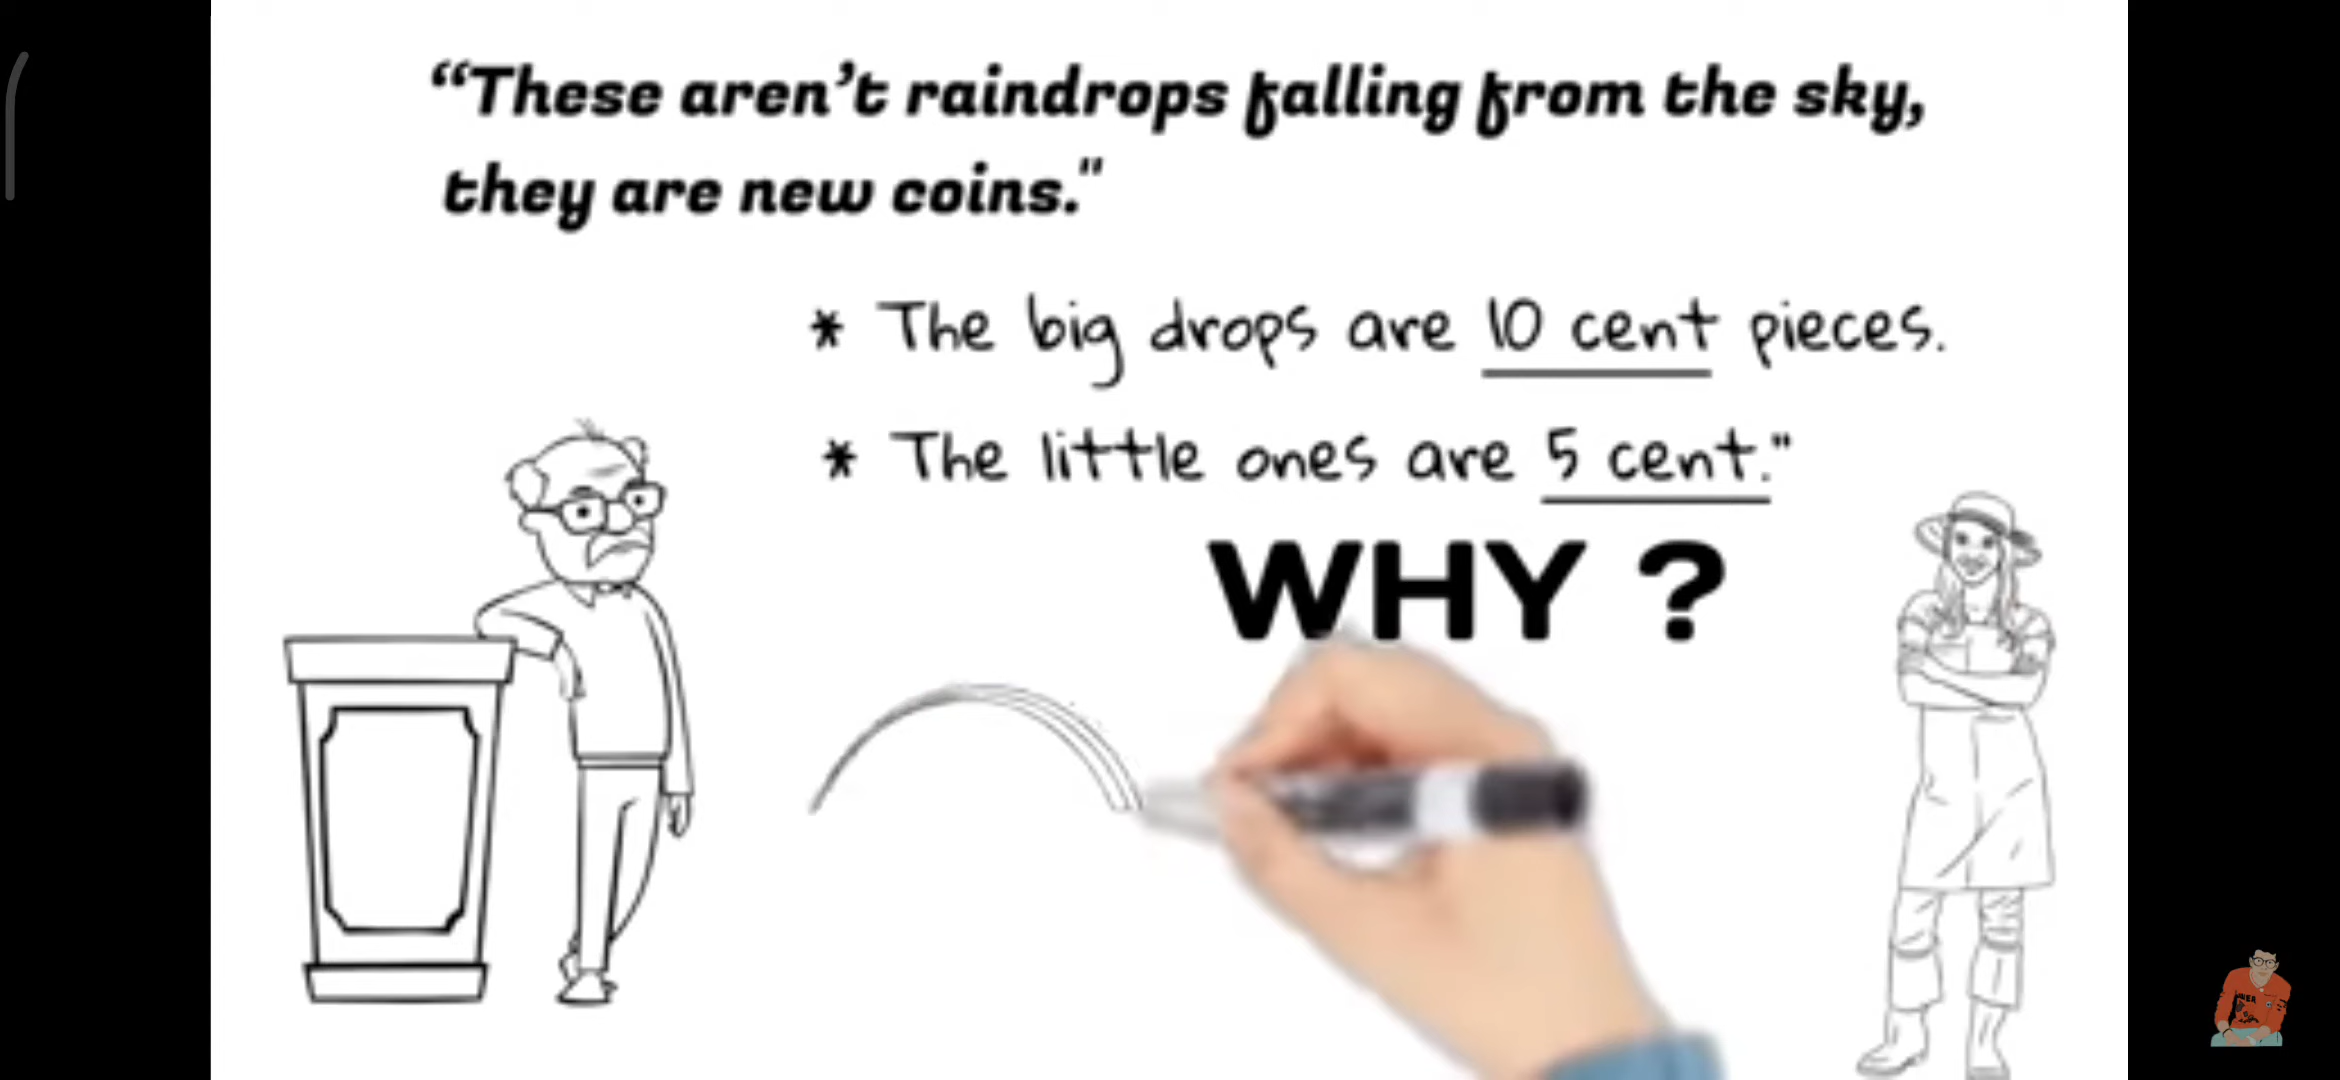 “These aren’t raindrops falling from the sky,
they are new coins."
* The big drops are 10 cent pieces.
* The little ones are 5 cent."
WHY ?